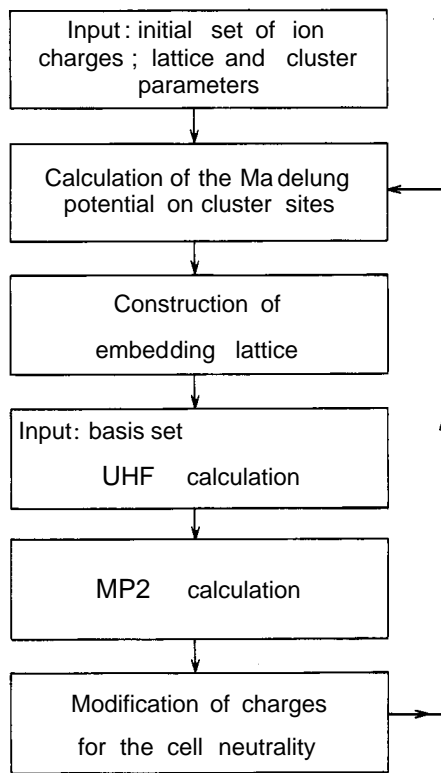 Input: initial set of ion
charges ; lattice and cluster
parameters
Calculation of the Madelung
potential on cluster sites
Construction of
embedding lattice
Input: basis set
UHF calculation
MP2 calculation
Modification of charges
for the cell neutrality